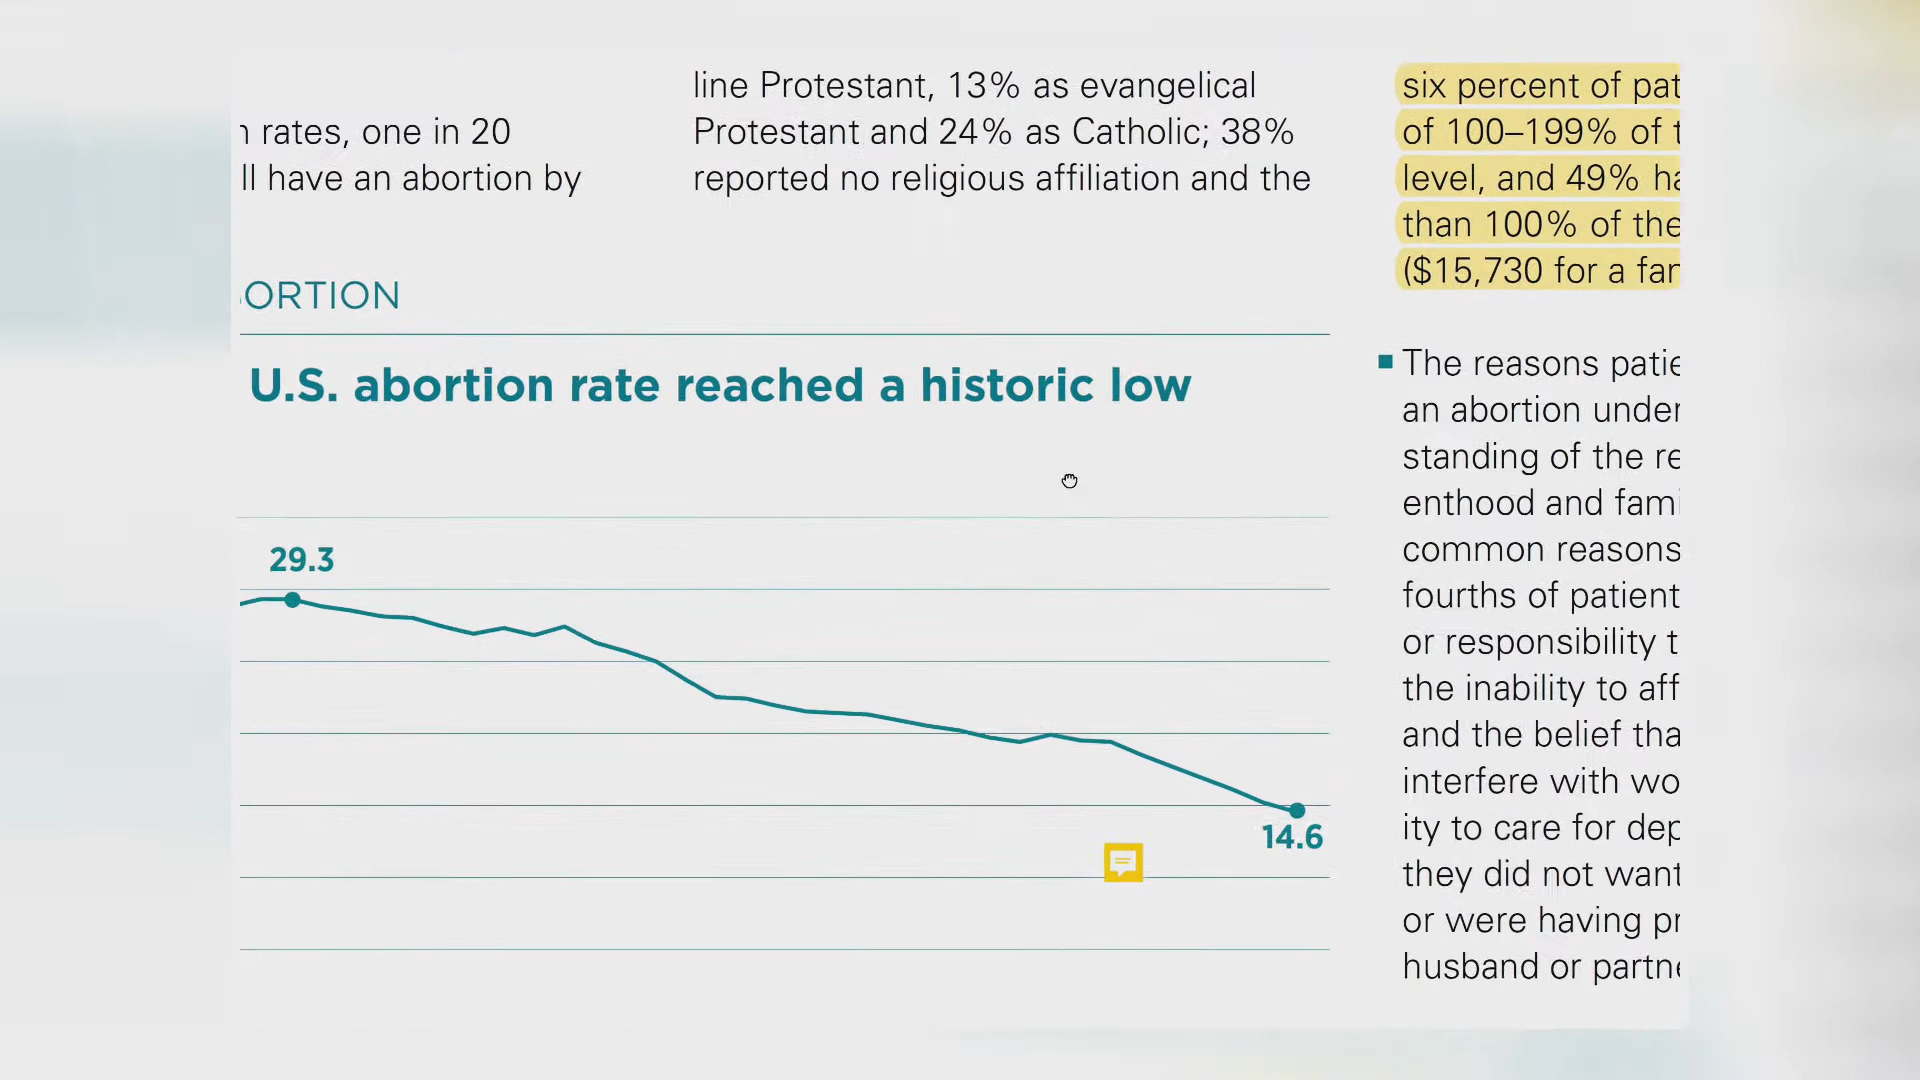 rates, one in 20
ll have an abortion by
line Protestant, 13% as evangelical
Protestant and 24% as Catholic; 38%
reported no religious affiliation and the
ORTION
U.S. abortion rate reached a historic low
29.3
14.6
six percent of pat
of 100–199% of t
level, and 49% ha
than 100% of the
($15,730 for a fam
The reasons patie
an abortion under
standing of the re
enthood and fami
common reasons
fourths of patient
or responsibility t
the inability to aff
and the belief tha
interfere with wo
ity to care for dep
they did not want
or were having pr
husband or partne